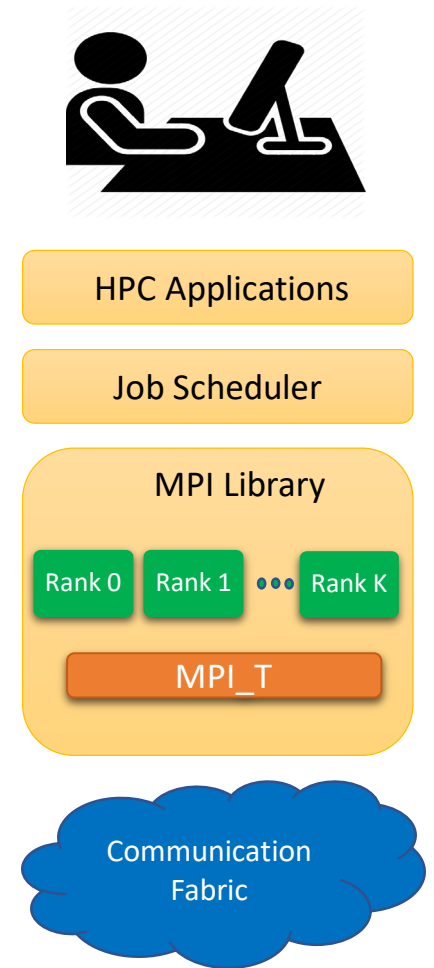 HPC Applications
Job Scheduler
MPI Library
Rank 0 Rank 1 Rank K
MPI_T
Communication
Fabric